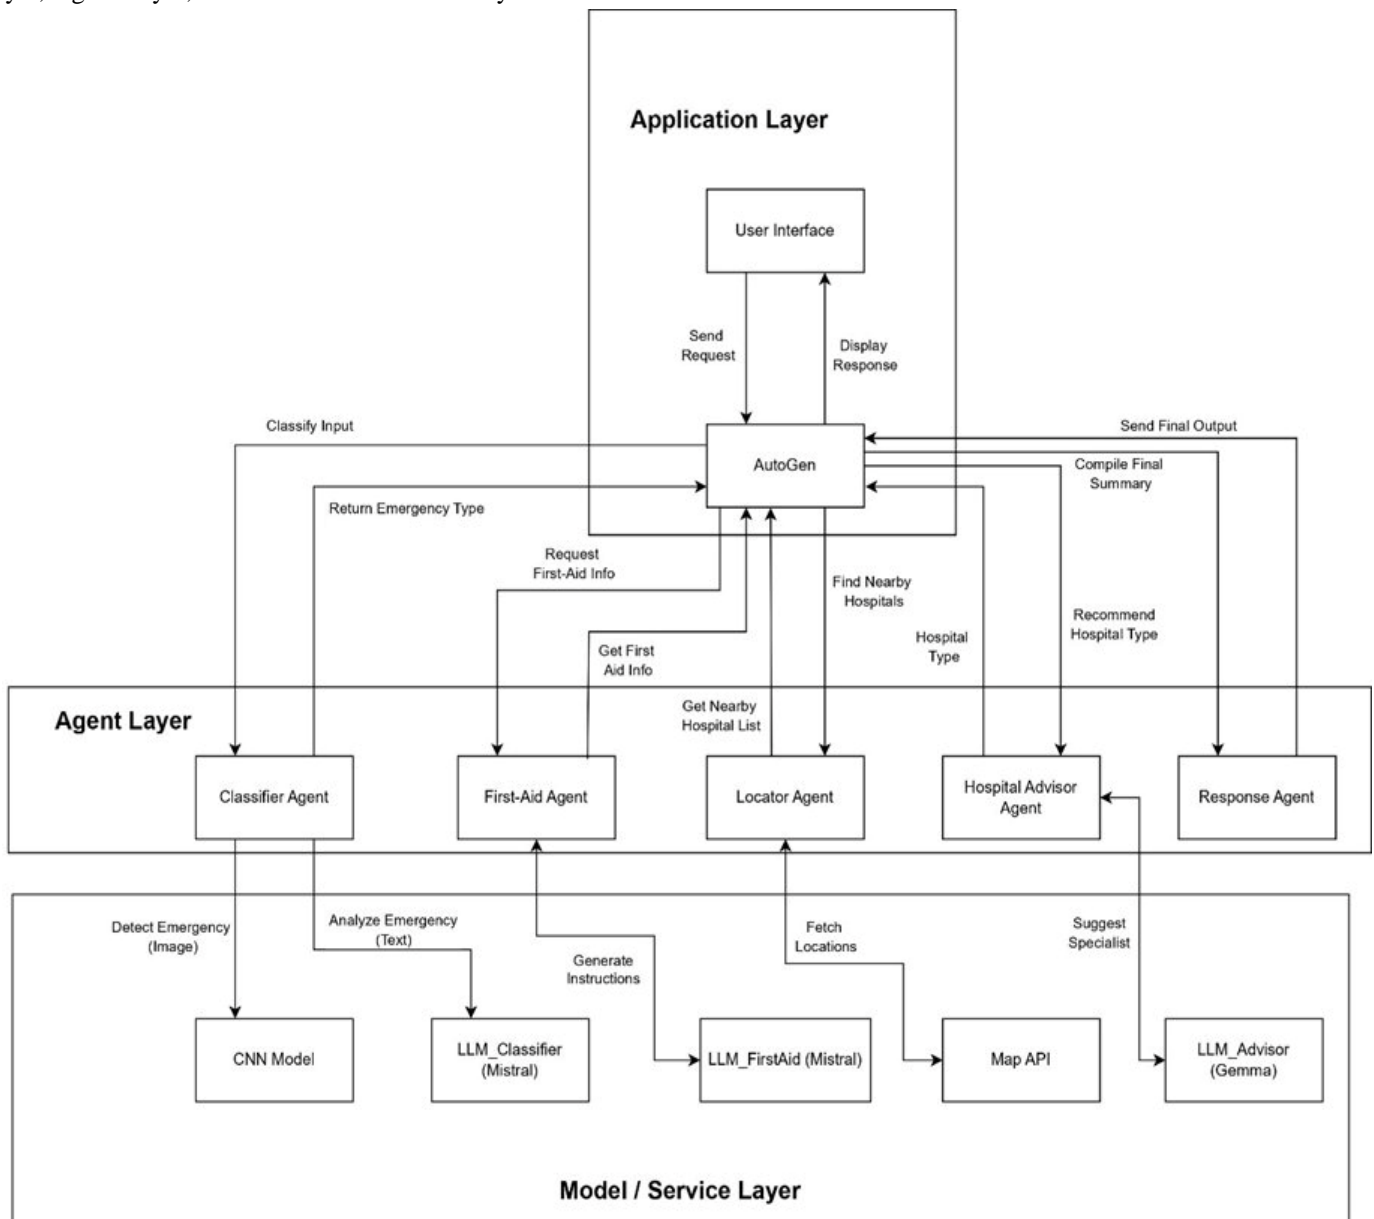 Application Layer
User Interface
Send
Request
Display
Response
Classify Input
Send Final Output
AutoGen
Compile Final
Summary
Return Emergency Type
Request
First-Aid Info
Find Nearby
Hospitals
Recommend
Hospital Type
Hospital
Type
Get First
Aid Info
Agent Layer
Get Nearby
Hospital List
Classifier Agent
First-Aid Agent
Locator Agent
Hospital Advisor
Agent
Response Agent
Detect Emergency
(Image)
Analyze Emergency
(Text)
Generate
Instructions
Fetch
Locations
Suggest
Specialist
CNN Model
LLM_Classifier
(Mistral)
LLM_FirstAid (Mistral)
Map API
LLM_Advisor
(Gemma)
Model / Service Layer